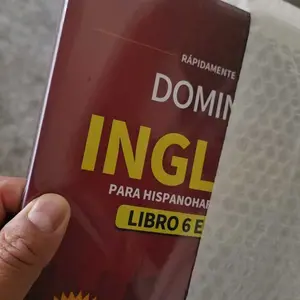 RÁPIDAMENTE
DOMIN
INGL
PARA HISPANOHAB
LIBRO 6 E